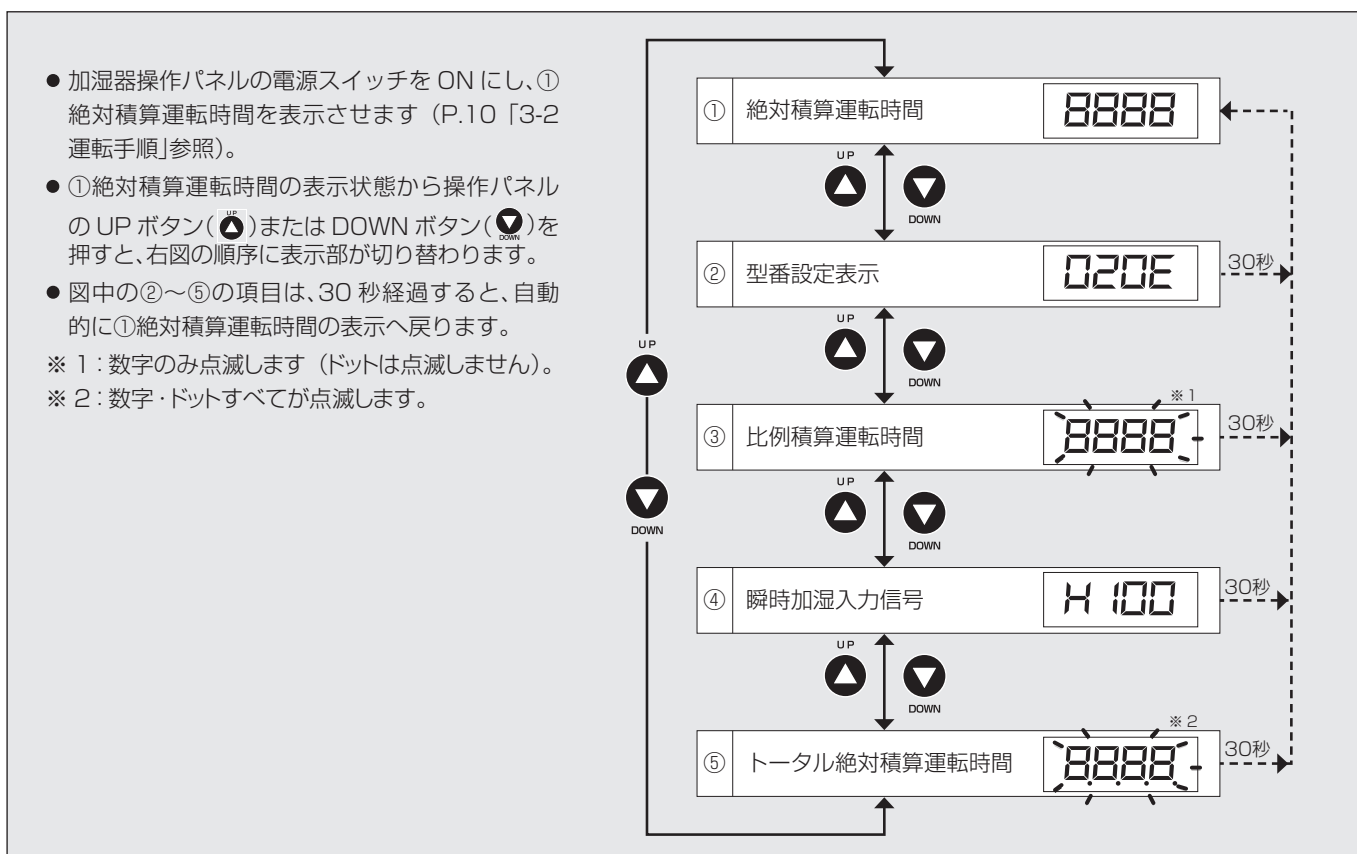 ● 加湿器操作パネルの電源スイッチを ON にし、①
絶対積算運転時間を表示させます（P.10「3-2
運転手順」参照）。
● ①絶対積算運転時間の表示状態から操作パネル
の UP ボタン（UP）または DOWN ボタン（DOWN）を
押すと、右図の順序に表示部が切り替わります。
● 図中の②～⑤の項目は、30 秒経過すると、自動
的に①絶対積算運転時間の表示へ戻ります。
※ 1：数字のみ点滅します（ドットは点滅しません）。
※ 2：数字・ドットすべてが点滅します。
UP
DOWN
① 絶対積算運転時間 8888
UP
DOWN
② 型番設定表示 020E 30秒
UP
DOWN
※ 1
③ 比例積算運転時間 8888 30秒
UP
DOWN
④ 瞬時加湿入力信号 H 100 30秒
UP
DOWN
※ 2
⑤ トータル絶対積算運転時間 8.8.8.8. 30秒